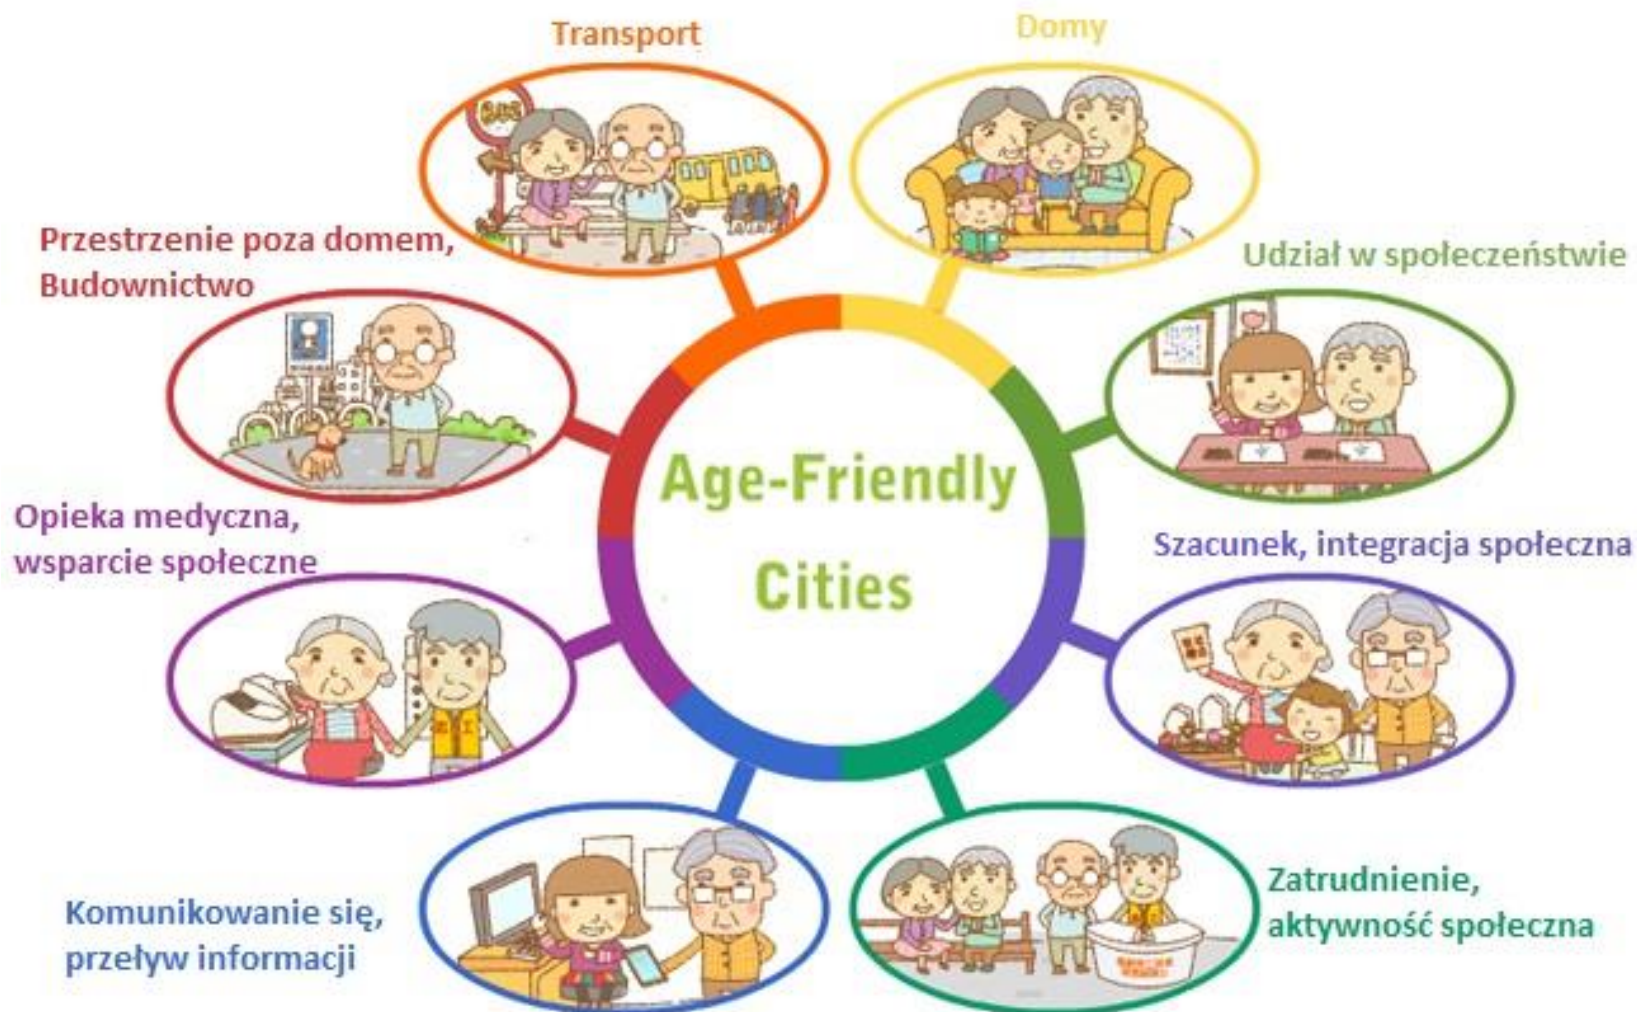 Transport
Domy
Przestrzenie poza domem,
Budownictwo
Udział w społeczeństwie
Age-Friendly
Cities
Opieka medyczna,
wsparcie społeczne
Szacunek, integracja społeczna
Komunikowanie się,
przeływ informacji
Zatrudnienie,
aktywność społeczna